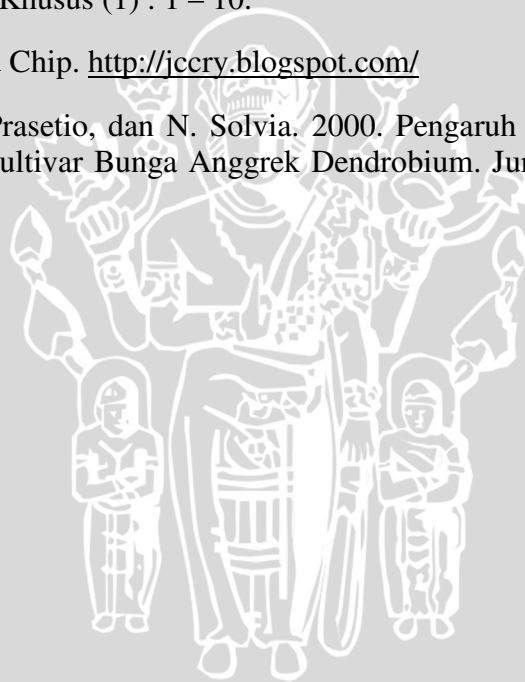 Khusus (1) : 1 – 10.
Chip. http://jccry.blogspot.com/
Prasetio, dan N. Solvia. 2000. Pengaruh
ultivar Bunga Anggrek Dendrobium. Jur